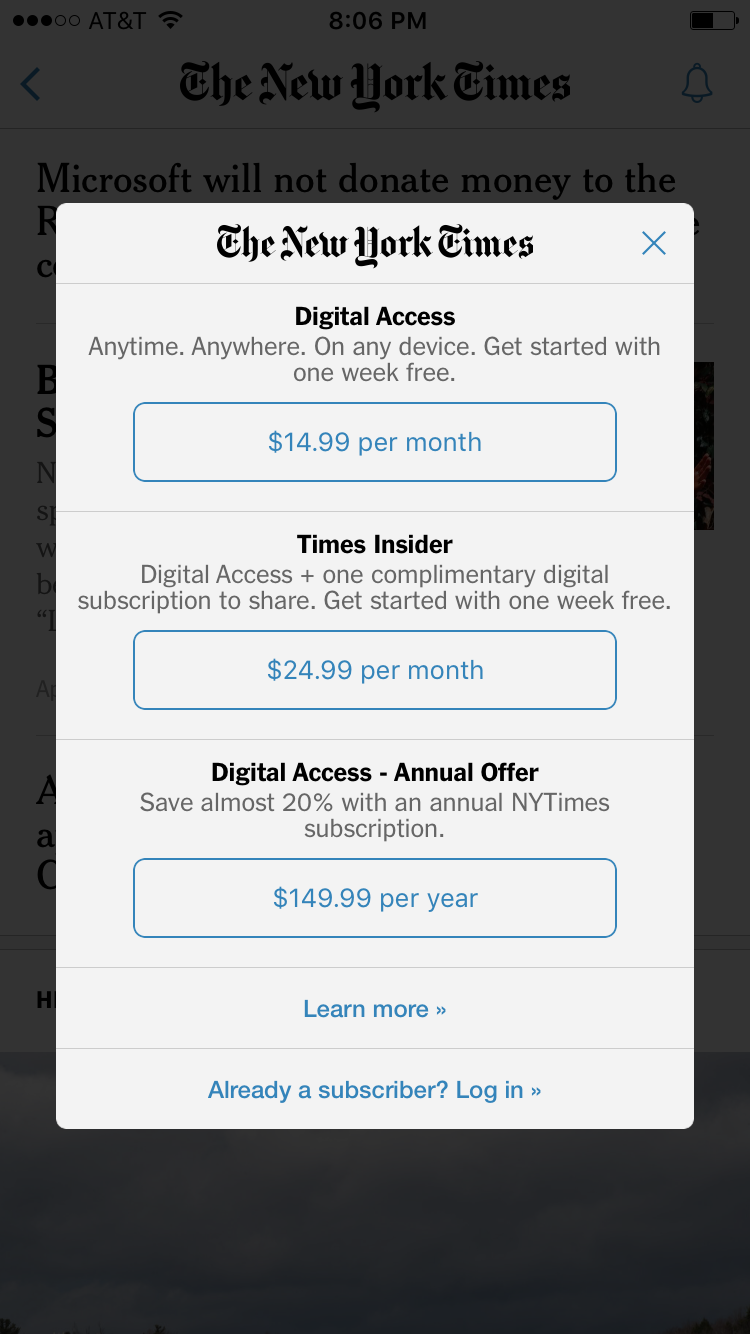 AT&T 8:06 PM
The New York Times
Microsoft will not donate money to the
The New York Times
Digital Access
Anytime. Anywhere. On any device. Get started with
one week free.
$14.99 per month
Times Insider
Digital Access + one complimentary digital
subscription to share. Get started with one week free.
$24.99 per month
Digital Access - Annual Offer
Save almost 20% with an annual NYTimes
subscription.
$149.99 per year
Learn more »
Already a subscriber? Log in »